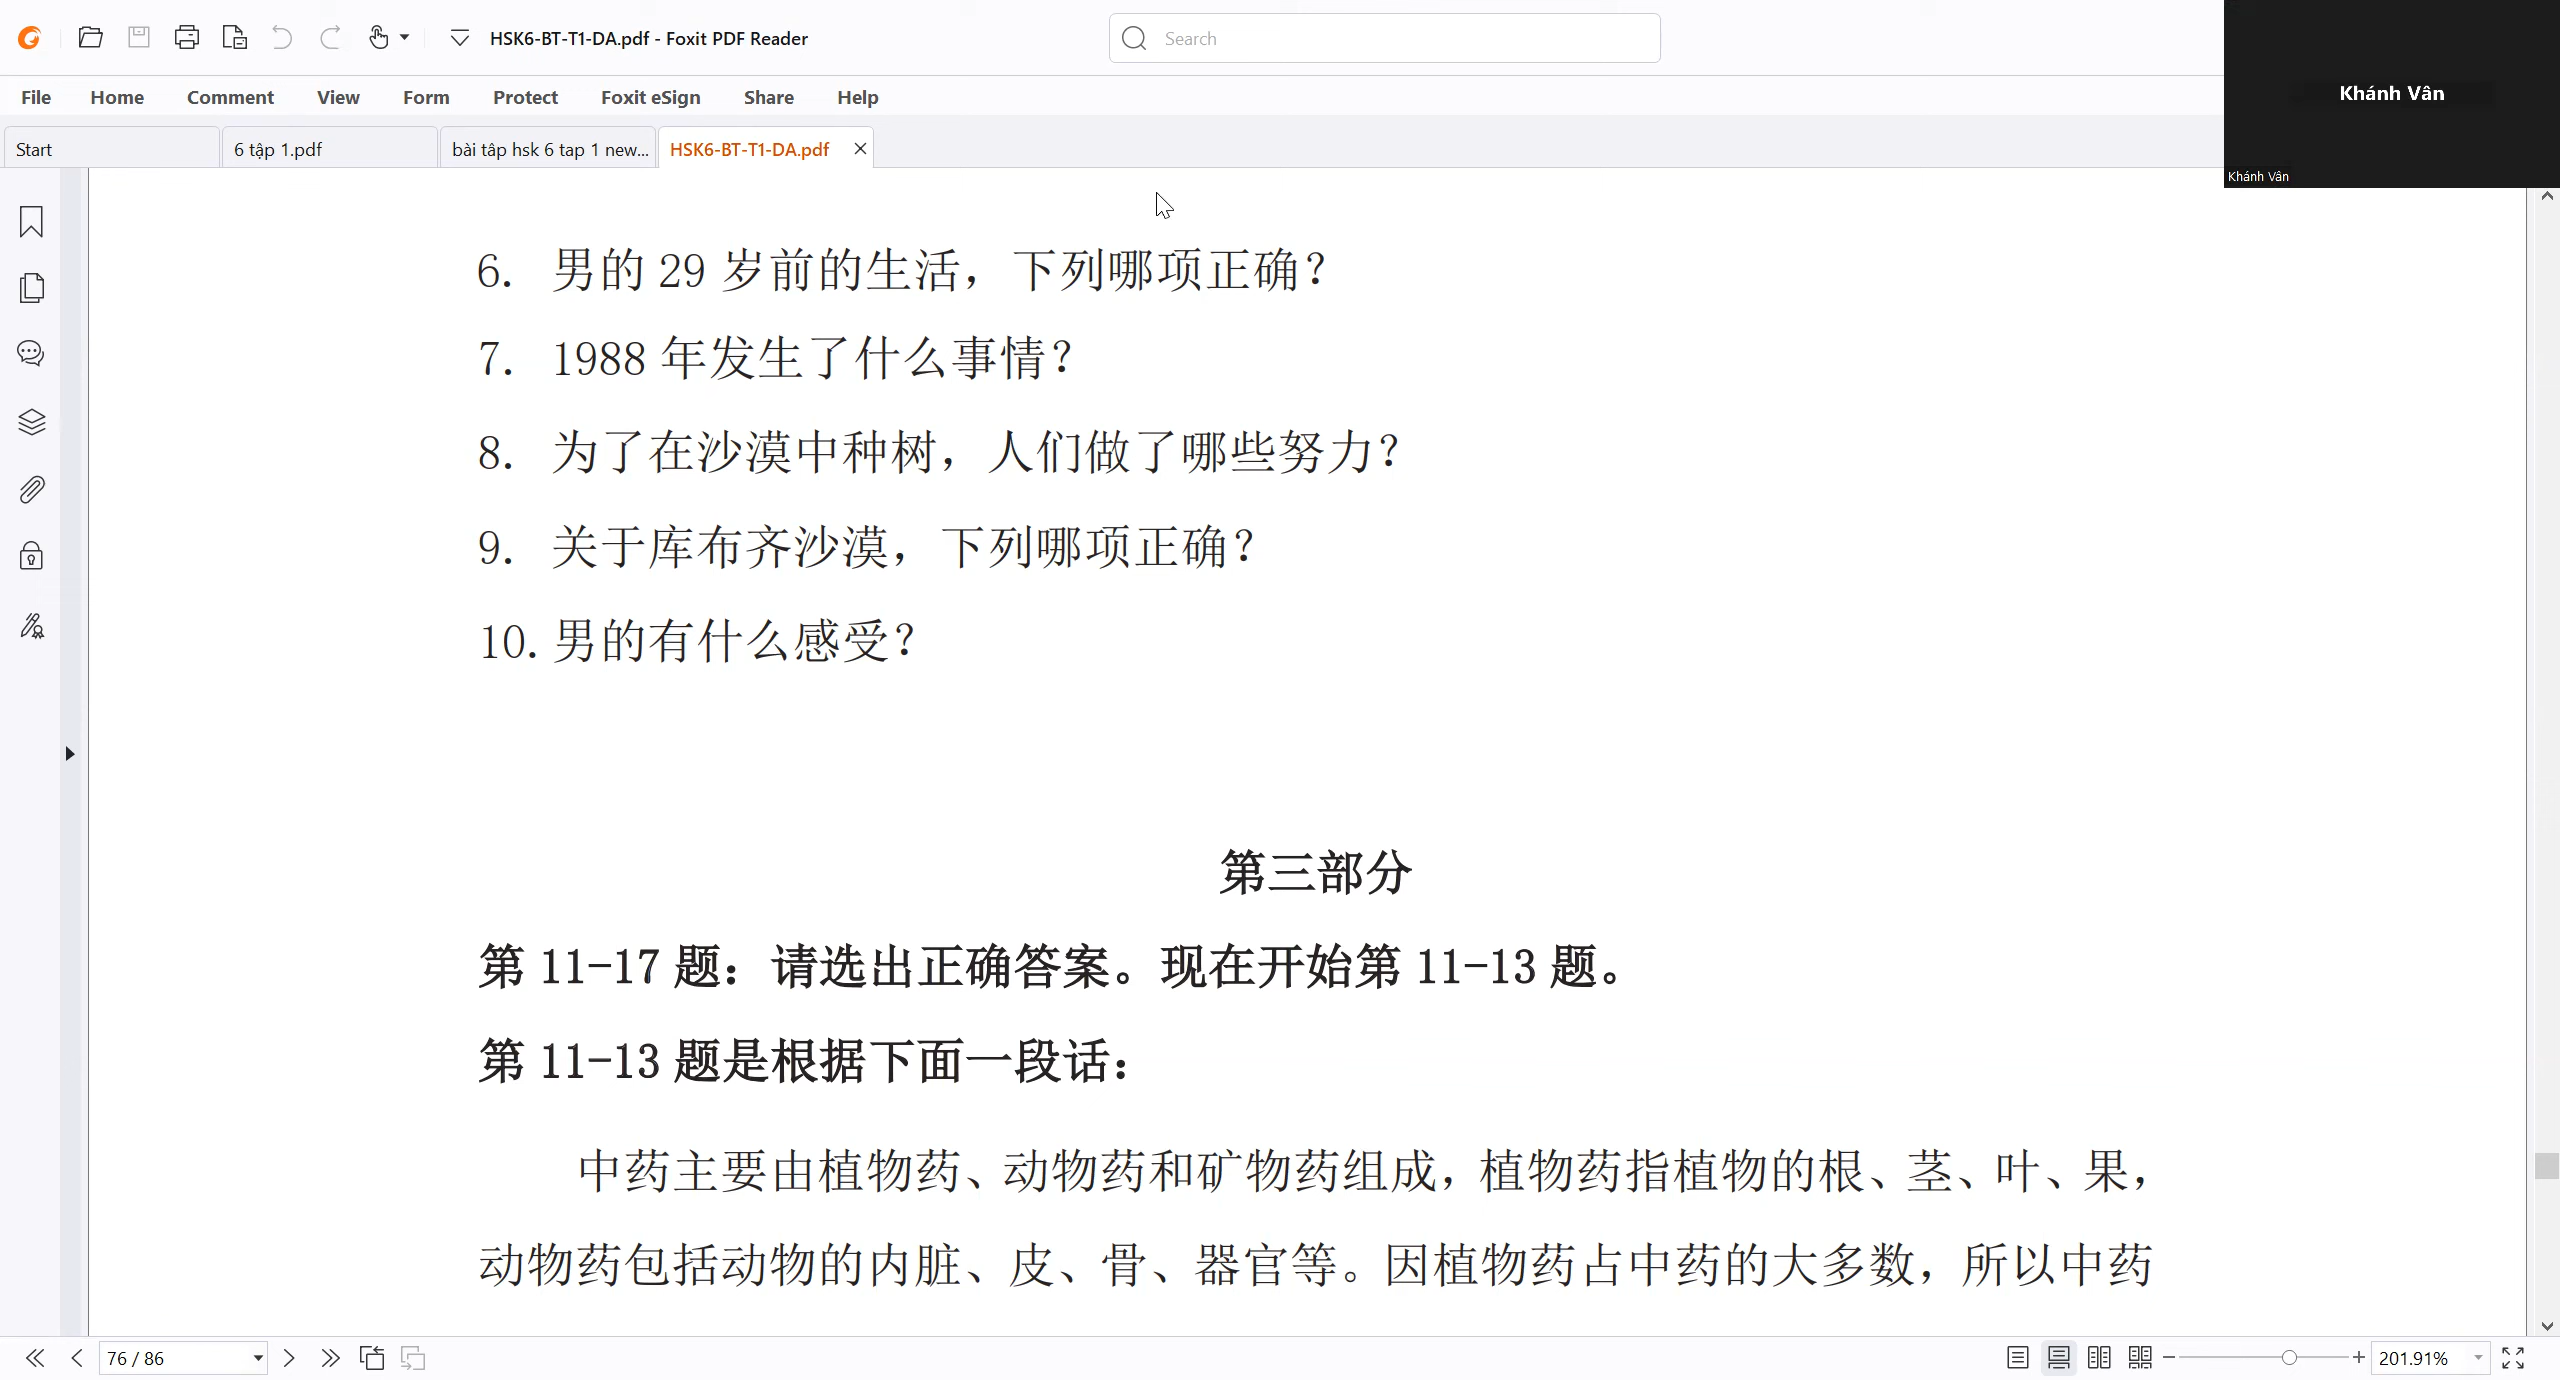 HSK6-BT-T1-DA.pdf - Foxit PDF Reader
Search
File Home Comment View Form Protect Foxit eSign Share Help
Khánh Vân
Khánh Vân
Start
6 tập 1.pdf
bài tâp hsk 6 tap 1 new...
HSK6-BT-T1-DA.pdf
6. 男的 29 岁前的生活，下列哪项正确？
7. 1988 年发生了什么事情？
8. 为了在沙漠中种树，人们做了哪些努力？
9. 关于库布齐沙漠，下列哪项正确？
10. 男的有什么感受？
第三部分
第 11-17 题：请选出正确答案。现在开始第 11-13 题。
第 11-13 题是根据下面一段话：
中药主要由植物药、动物药和矿物药组成，植物药指植物的根、茎、叶、果，
动物药包括动物的内脏、皮、骨、器官等。因植物药占中药的大多数，所以中药
76 / 86
201.91%